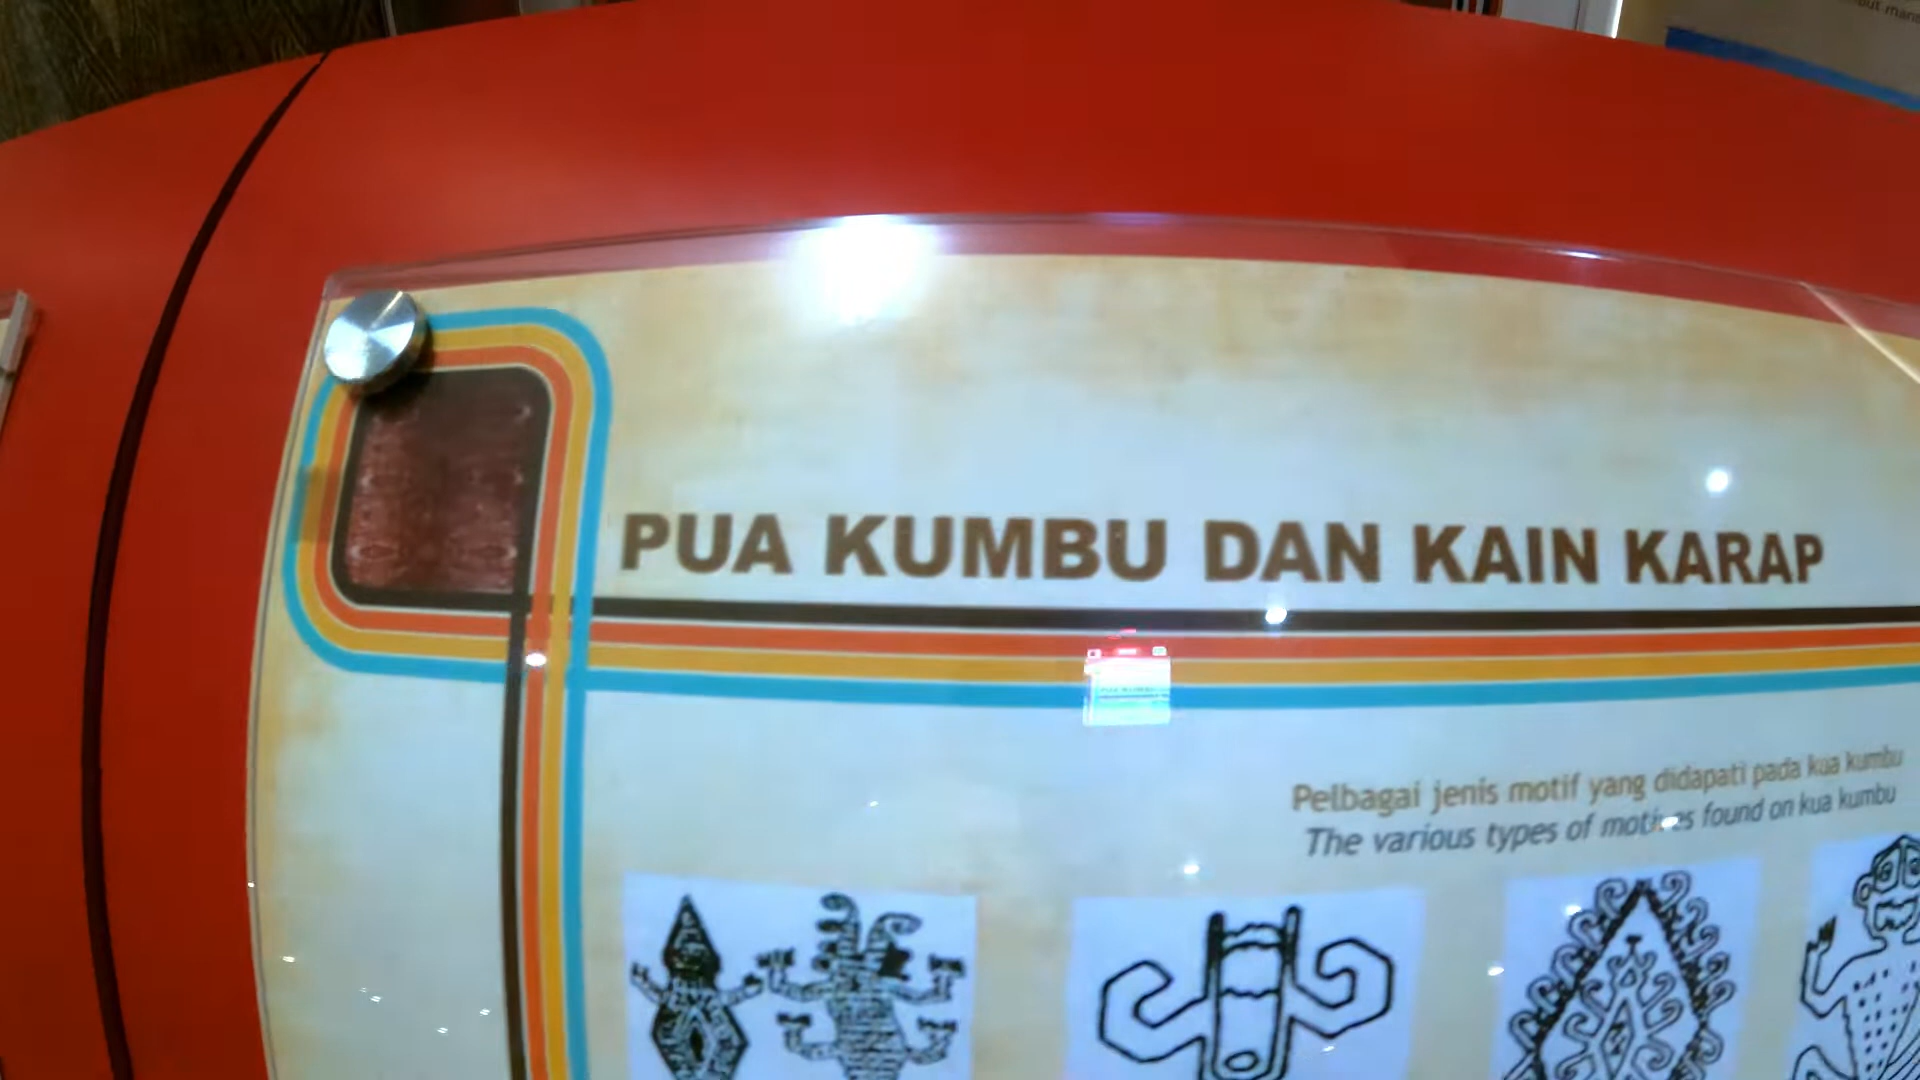 PUA KUMBU DAN KAIN KARAP
Pelbagai jenis motif yang didapati pada kua kumbu
The various types of motives found on kua kumbu